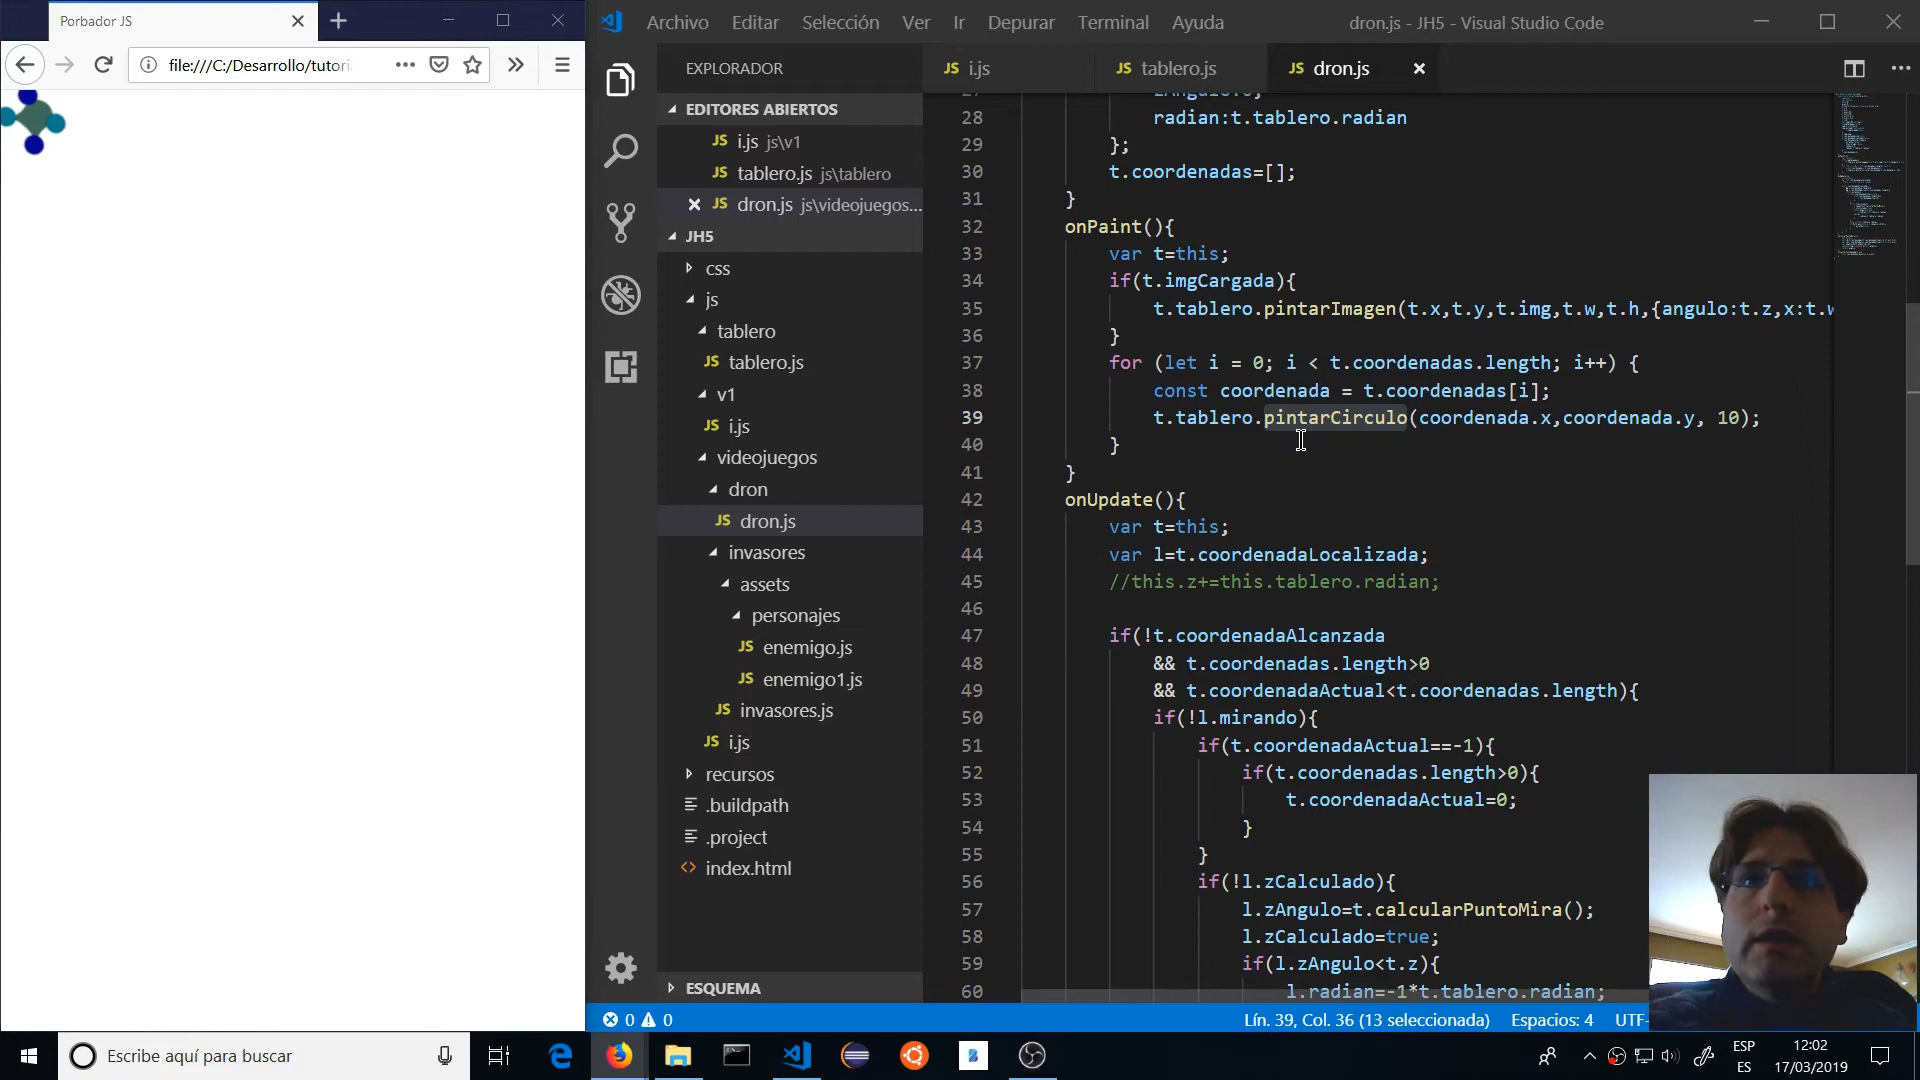 Porbador JS
file:///C:/Desarrollo/tutori
Archivo Editar Selección Ver Ir Depurar Terminal Ayuda
dron.js - JH5 - Visual Studio Code
EXPLORADOR
EDITORES ABIERTOS
JS i.js js\v1
JS tablero.js js\tablero
JS dron.js js\videojuegos...
JH5
css
js
tablero
JS tablero.js
v1
JS i.js
videojuegos
dron
JS dron.js
invasores
assets
personajes
JS enemigo.js
JS enemigo1.js
JS invasores.js
JS i.js
recursos
.buildpath
.project
index.html
ESQUEMA
JS i.js JS tablero.js JS dron.js
28 radian:t.tablero.radian
29 };
30 t.coordenadas=[];
31 }
32 onPaint(){
33 var t=this;
34 if(t.imgCargada){
35 t.tablero.pintarImagen(t.x,t.y,t.img,t.w,t.h,{angulo:t.z,x:t.w
36 }
37 for (let i = 0; i < t.coordenadas.length; i++) {
38 const coordenada = t.coordenadas[i];
39 t.tablero.pintarCirculo(coordenada.x,coordenada.y, 10);
40 }
41 }
42 onUpdate(){
43 var t=this;
44 var l=t.coordenadaLocalizada;
45 //this.z+=this.tablero.radian;
46
47 if(!t.coordenadaAlcanzada
48 && t.coordenadas.length>0
49 && t.coordenadaActual<t.coordenadas.length){
50 if(!l.mirando){
51 if(t.coordenadaActual==-1){
52 if(t.coordenadas.length>0){
53 t.coordenadaActual=0;
54 }
55 }
56 if(!l.zCalculado){
57 l.zAngulo=t.calcularPuntoMira();
58 l.zCalculado=true;
59 if(l.zAngulo<t.z){
60 l.radian=-1*t.tablero.radian;
0 0
Lín. 39, Col. 36 (13 seleccionada) Espacios: 4 UTF-
Escribe aquí para buscar
ESP
ES
12:02
17/03/2019